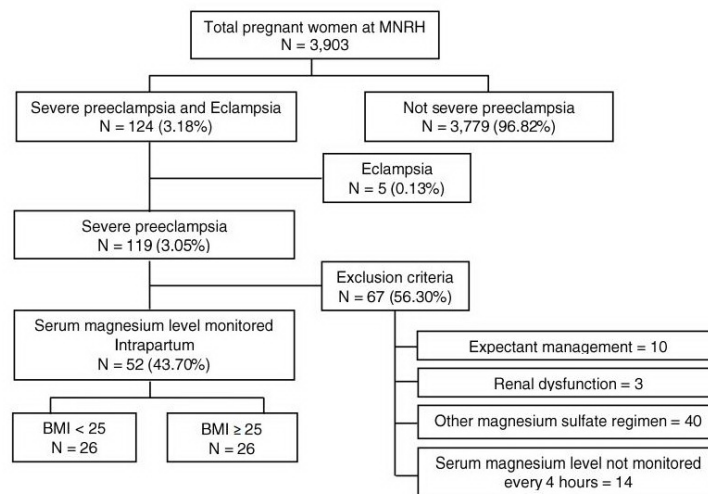 Total pregnant women at MNRH
N = 3,903
Severe preeclampsia and Eclampsia
N = 124 (3.18%)
Not severe preeclampsia
N = 3,779 (96.82%)
Eclampsia
N = 5 (0.13%)
Severe preeclampsia
N = 119 (3.05%)
Exclusion criteria
N = 67 (56.30%)
Serum magnesium level monitored
Intrapartum
N = 52 (43.70%)
Expectant management = 10
Renal dysfunction = 3
Other magnesium sulfate regimen = 40
Serum magnesium level not monitored
every 4 hours = 14
BMI < 25
N = 26
BMI ≥ 25
N = 26